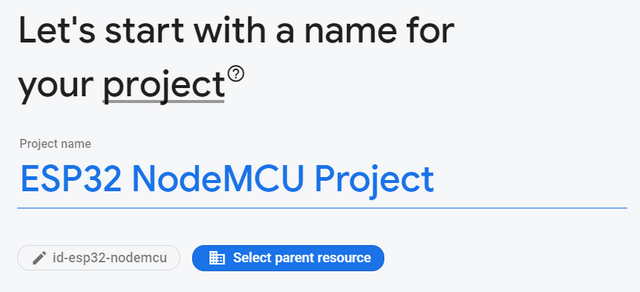 Let's start with a name for
your project?
Project name
ESP32 NodeMCU Project
id-esp32-nodemcu
Select parent resource